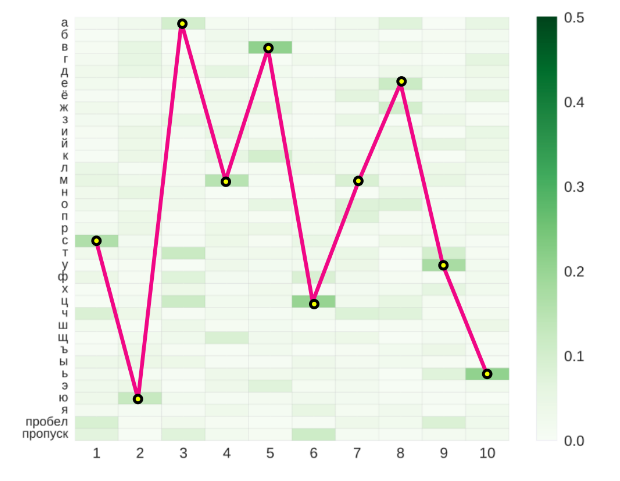 а
б
в
г
д
е
ё
ж
з
и
й
к
л
м
н
о
п
р
с
т
у
ф
х
ц
ч
ш
щ
ъ
ы
ь
э
ю
я
пробел
пропуск
1 2 3 4 5 6 7 8 9 10
0.5
0.4
0.3
0.2
0.1
0.0